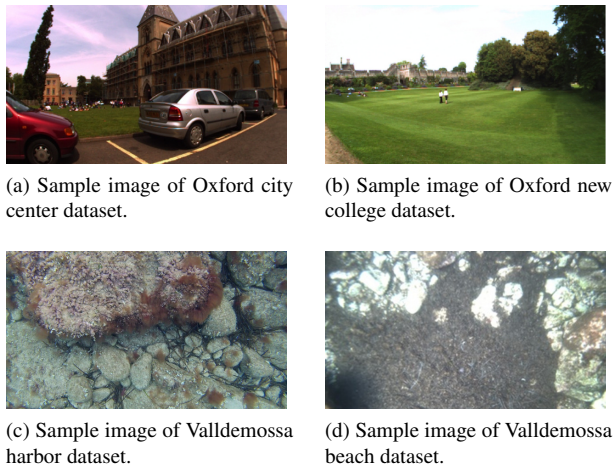 (a) Sample image of Oxford city
center dataset.
(b) Sample image of Oxford new
college dataset.
(c) Sample image of Valldemossa
harbor dataset.
(d) Sample image of Valldemossa
beach dataset.